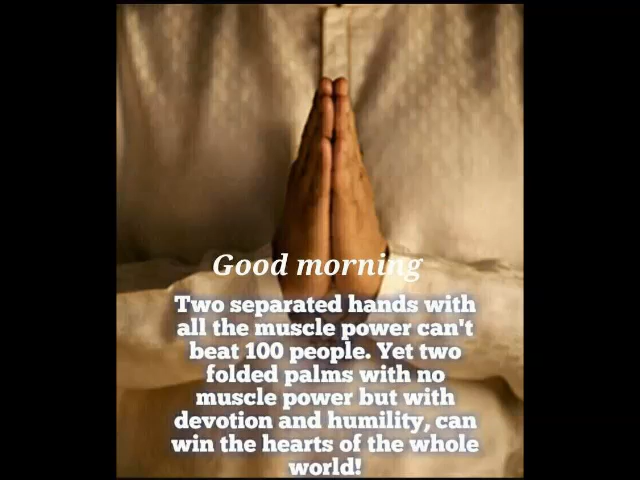 Good morning
Two separated hands with
all the muscle power can't
beat 100 people. Yet two
folded palms with no
muscle power but with
devotion and humility, can
win the hearts of the whole
world!